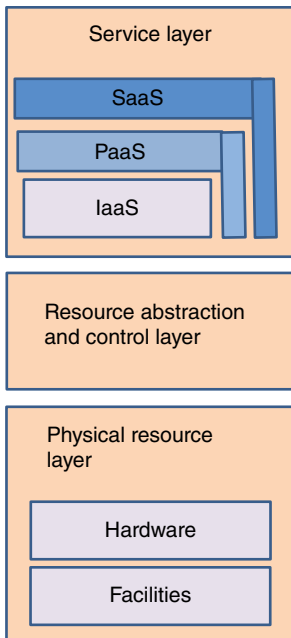 Service layer
SaaS
PaaS
IaaS
Resource abstraction
and control layer
Physical resource
layer
Hardware
Facilities